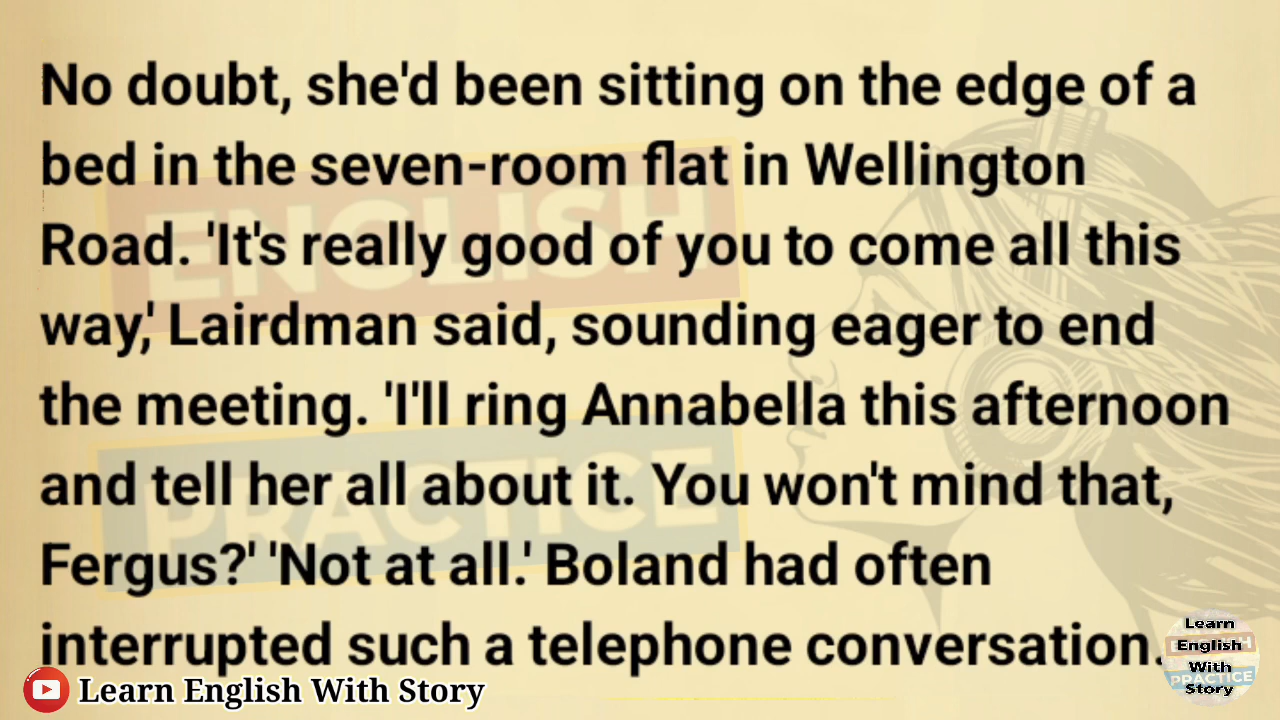 No doubt, she'd been sitting on the edge of a
bed in the seven-room flat in Wellington
Road. 'It's really good of you to come all this
way,' Lairdman said, sounding eager to end
the meeting. 'I'll ring Annabella this afternoon
and tell her all about it. You won't mind that,
Fergus?' 'Not at all.' Boland had often
interrupted such a telephone conversation.
ENGLISH
PRACTICE
Learn English With Story
Learn
English
With
Story
PRACTICE